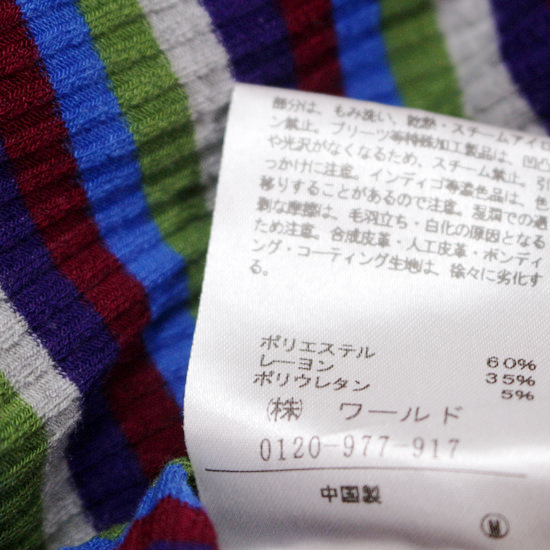 部分は、もみ洗い、乾熱・スチームアイロ
ン禁止。プリーツ等特殊加工製品は、凹凸
や光沢がなくなるため、スチーム禁止。引
っかけに注意。インディゴ等濃色品は、色
移りすることがあるので注意。湿潤での過
剰な摩擦は、毛羽立ち・白化の原因となる
ため注意。合成皮革・人工皮革・ボンディ
ング・コーティング生地は、徐々に劣化す
る。
ポリエステル 60%
レーヨン 35%
ポリウレタン 5%
(株) ワールド
0120-977-917
中国製